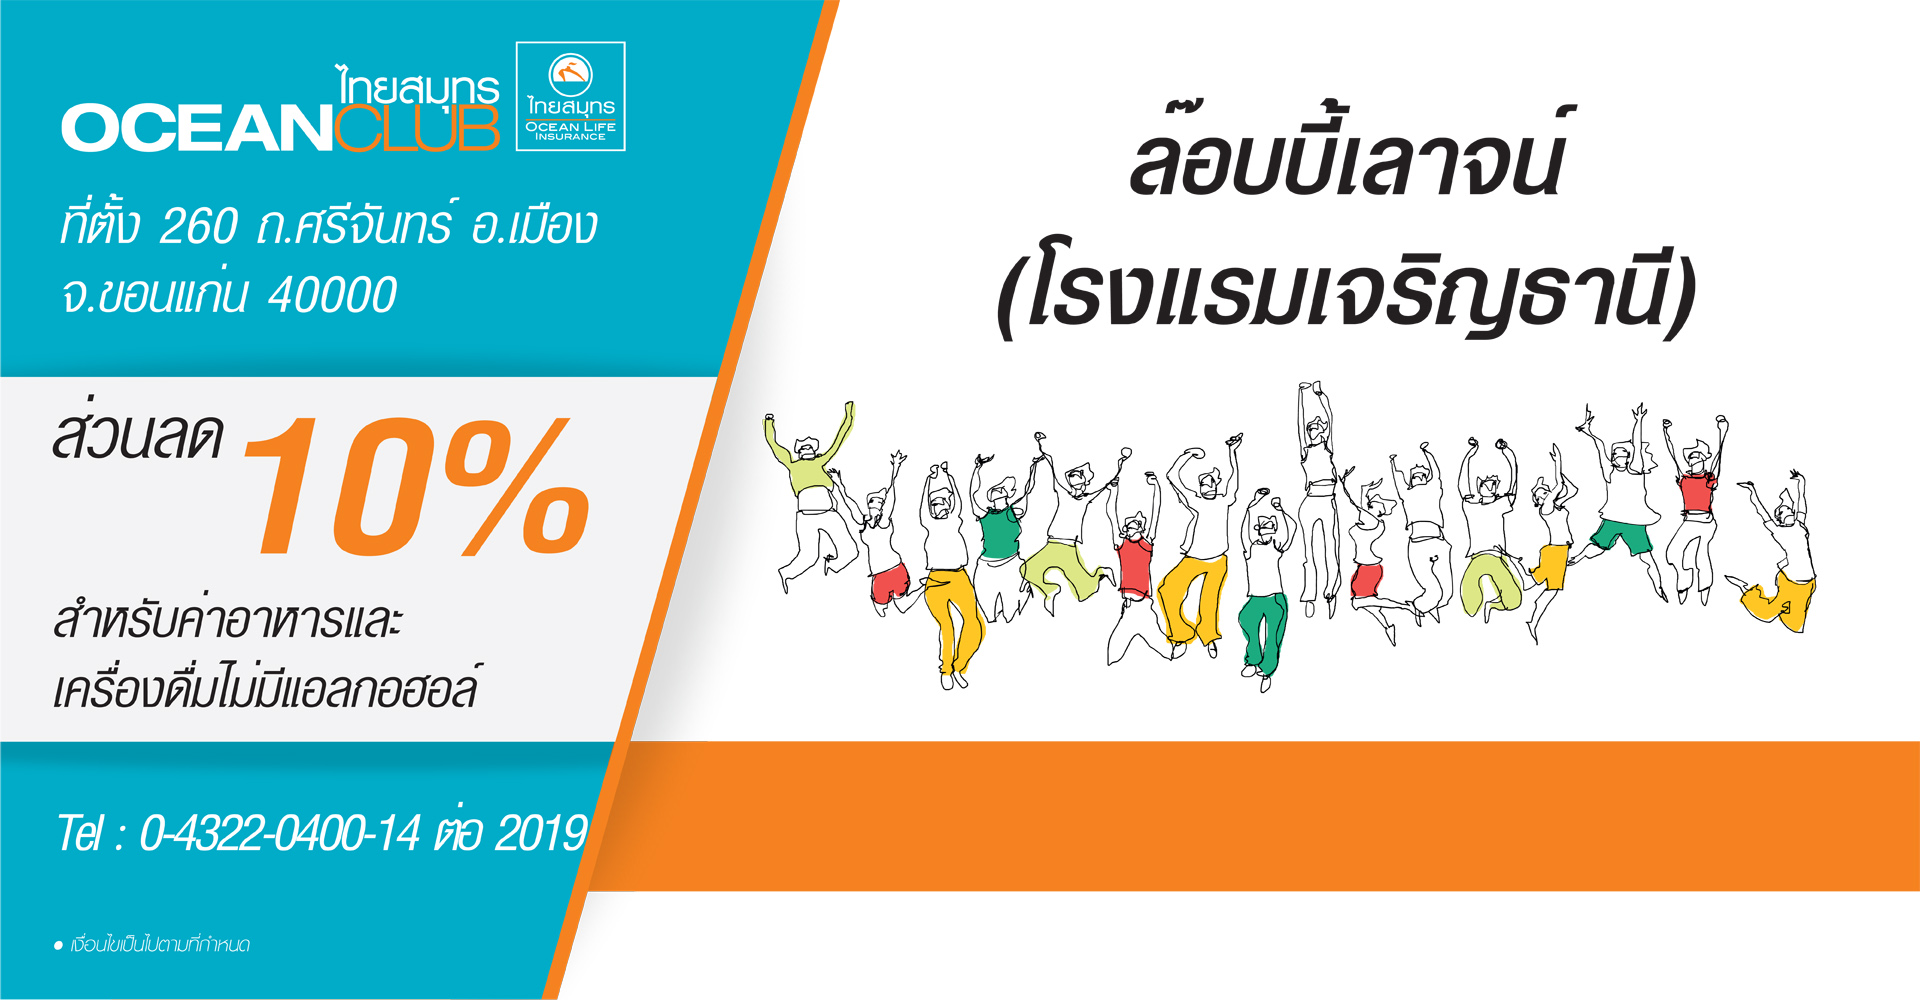 ไทยสมุทร
OCEANCLUB
ไทยสมุทร
OCEAN LIFE
INSURANCE
ที่ตั้ง 260 ถ.ศรีจันทร์ อ.เมือง
จ.ขอนแก่น 40000
ส่วนลด 10%
สำหรับค่าอาหารและ
เครื่องดื่มไม่มีแอลกอฮอล์
Tel : 0-4322-0400-14 ต่อ 2019
• เงื่อนไขเป็นไปตามที่กำหนด
ล๊อบบี้เลาจน์
(โรงแรมเจริญธานี)